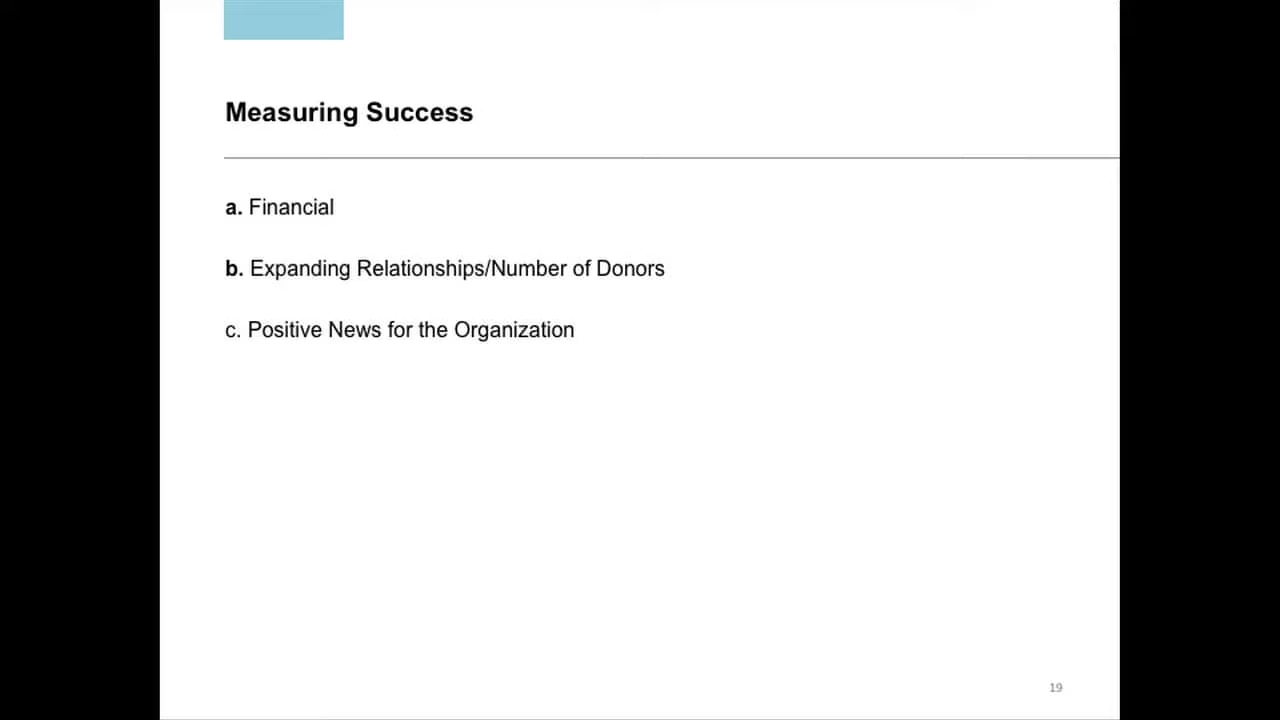 Measuring Success
a. Financial
b. Expanding Relationships/Number of Donors
c. Positive News for the Organization
19